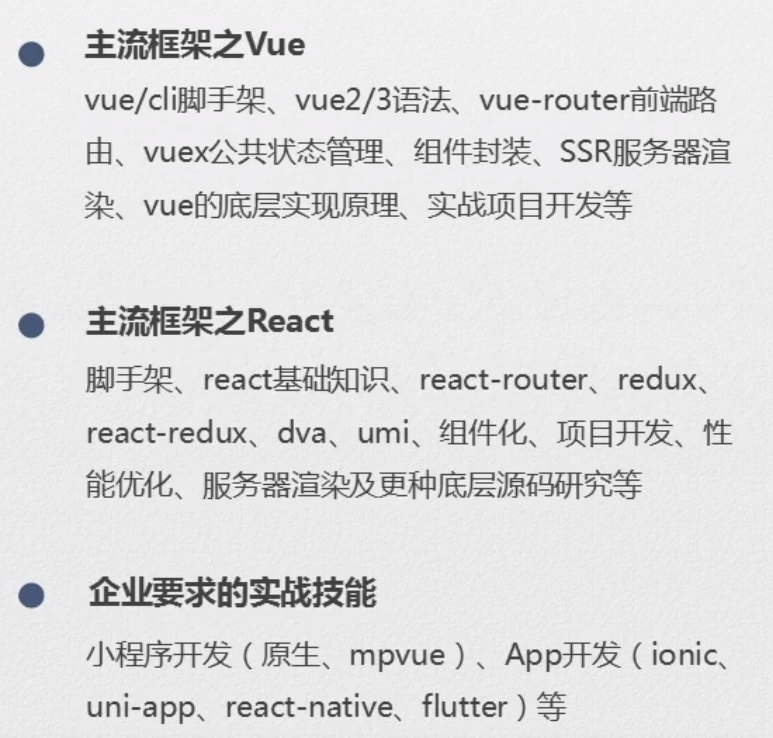 主流框架之Vue
vue/cli脚手架、vue2/3语法、vue-router前端路
由、vuex公共状态管理、组件封装、SSR服务器渲
染、vue的底层实现原理、实战项目开发等
主流框架之React
脚手架、react基础知识、react-router、redux、
react-redux、dva、umi、组件化、项目开发、性
能优化、服务器渲染及更种底层源码研究等
企业要求的实战技能
小程序开发（原生、mpvue）、App开发（ionic、
uni-app、react-native、flutter）等